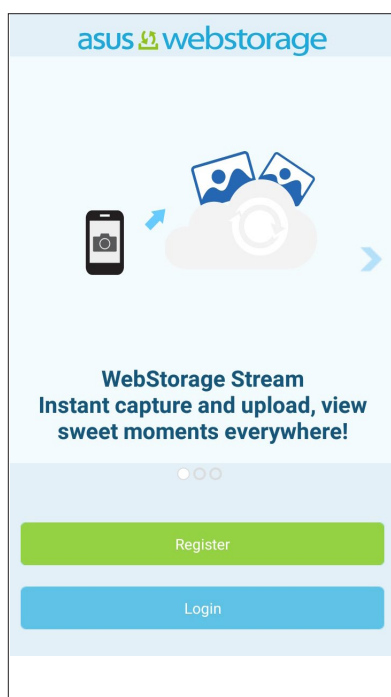 asus webstorage
WebStorage Stream
Instant capture and upload, view
sweet moments everywhere!
Register
Login